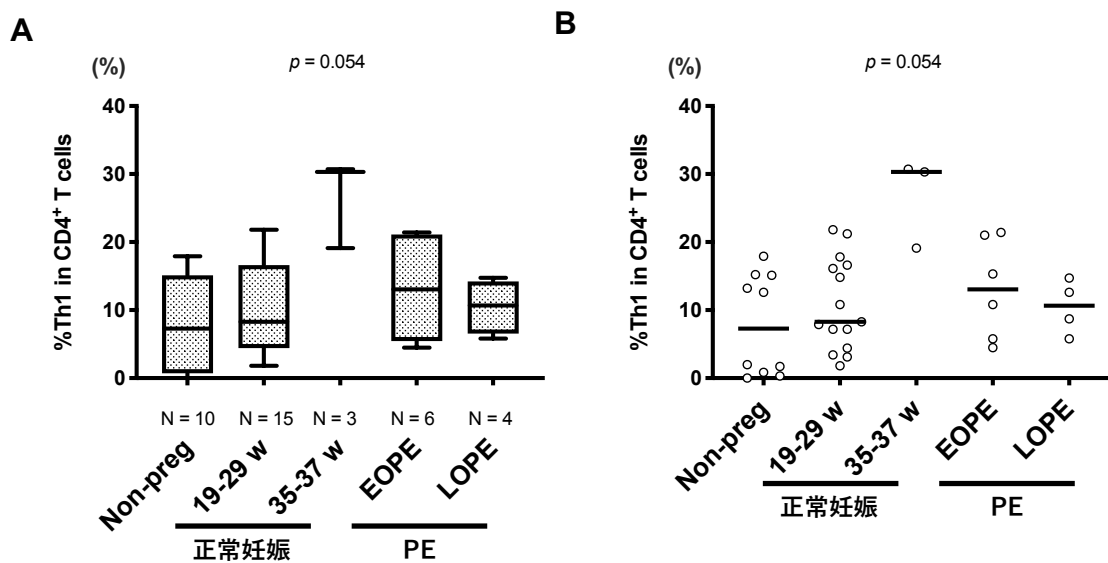 A
(%)
p = 0.054
%Th1 in CD4⁺ T cells
40
30
20
10
0
N = 10
N = 15
N = 3
N = 6
N = 4
Non-preg
19-29 w
35-37 w
EOPE
LOPE
正常妊娠
PE
B
(%)
p = 0.054
%Th1 in CD4⁺ T cells
40
30
20
10
0
Non-preg
19-29 w
35-37 w
EOPE
LOPE
正常妊娠
PE